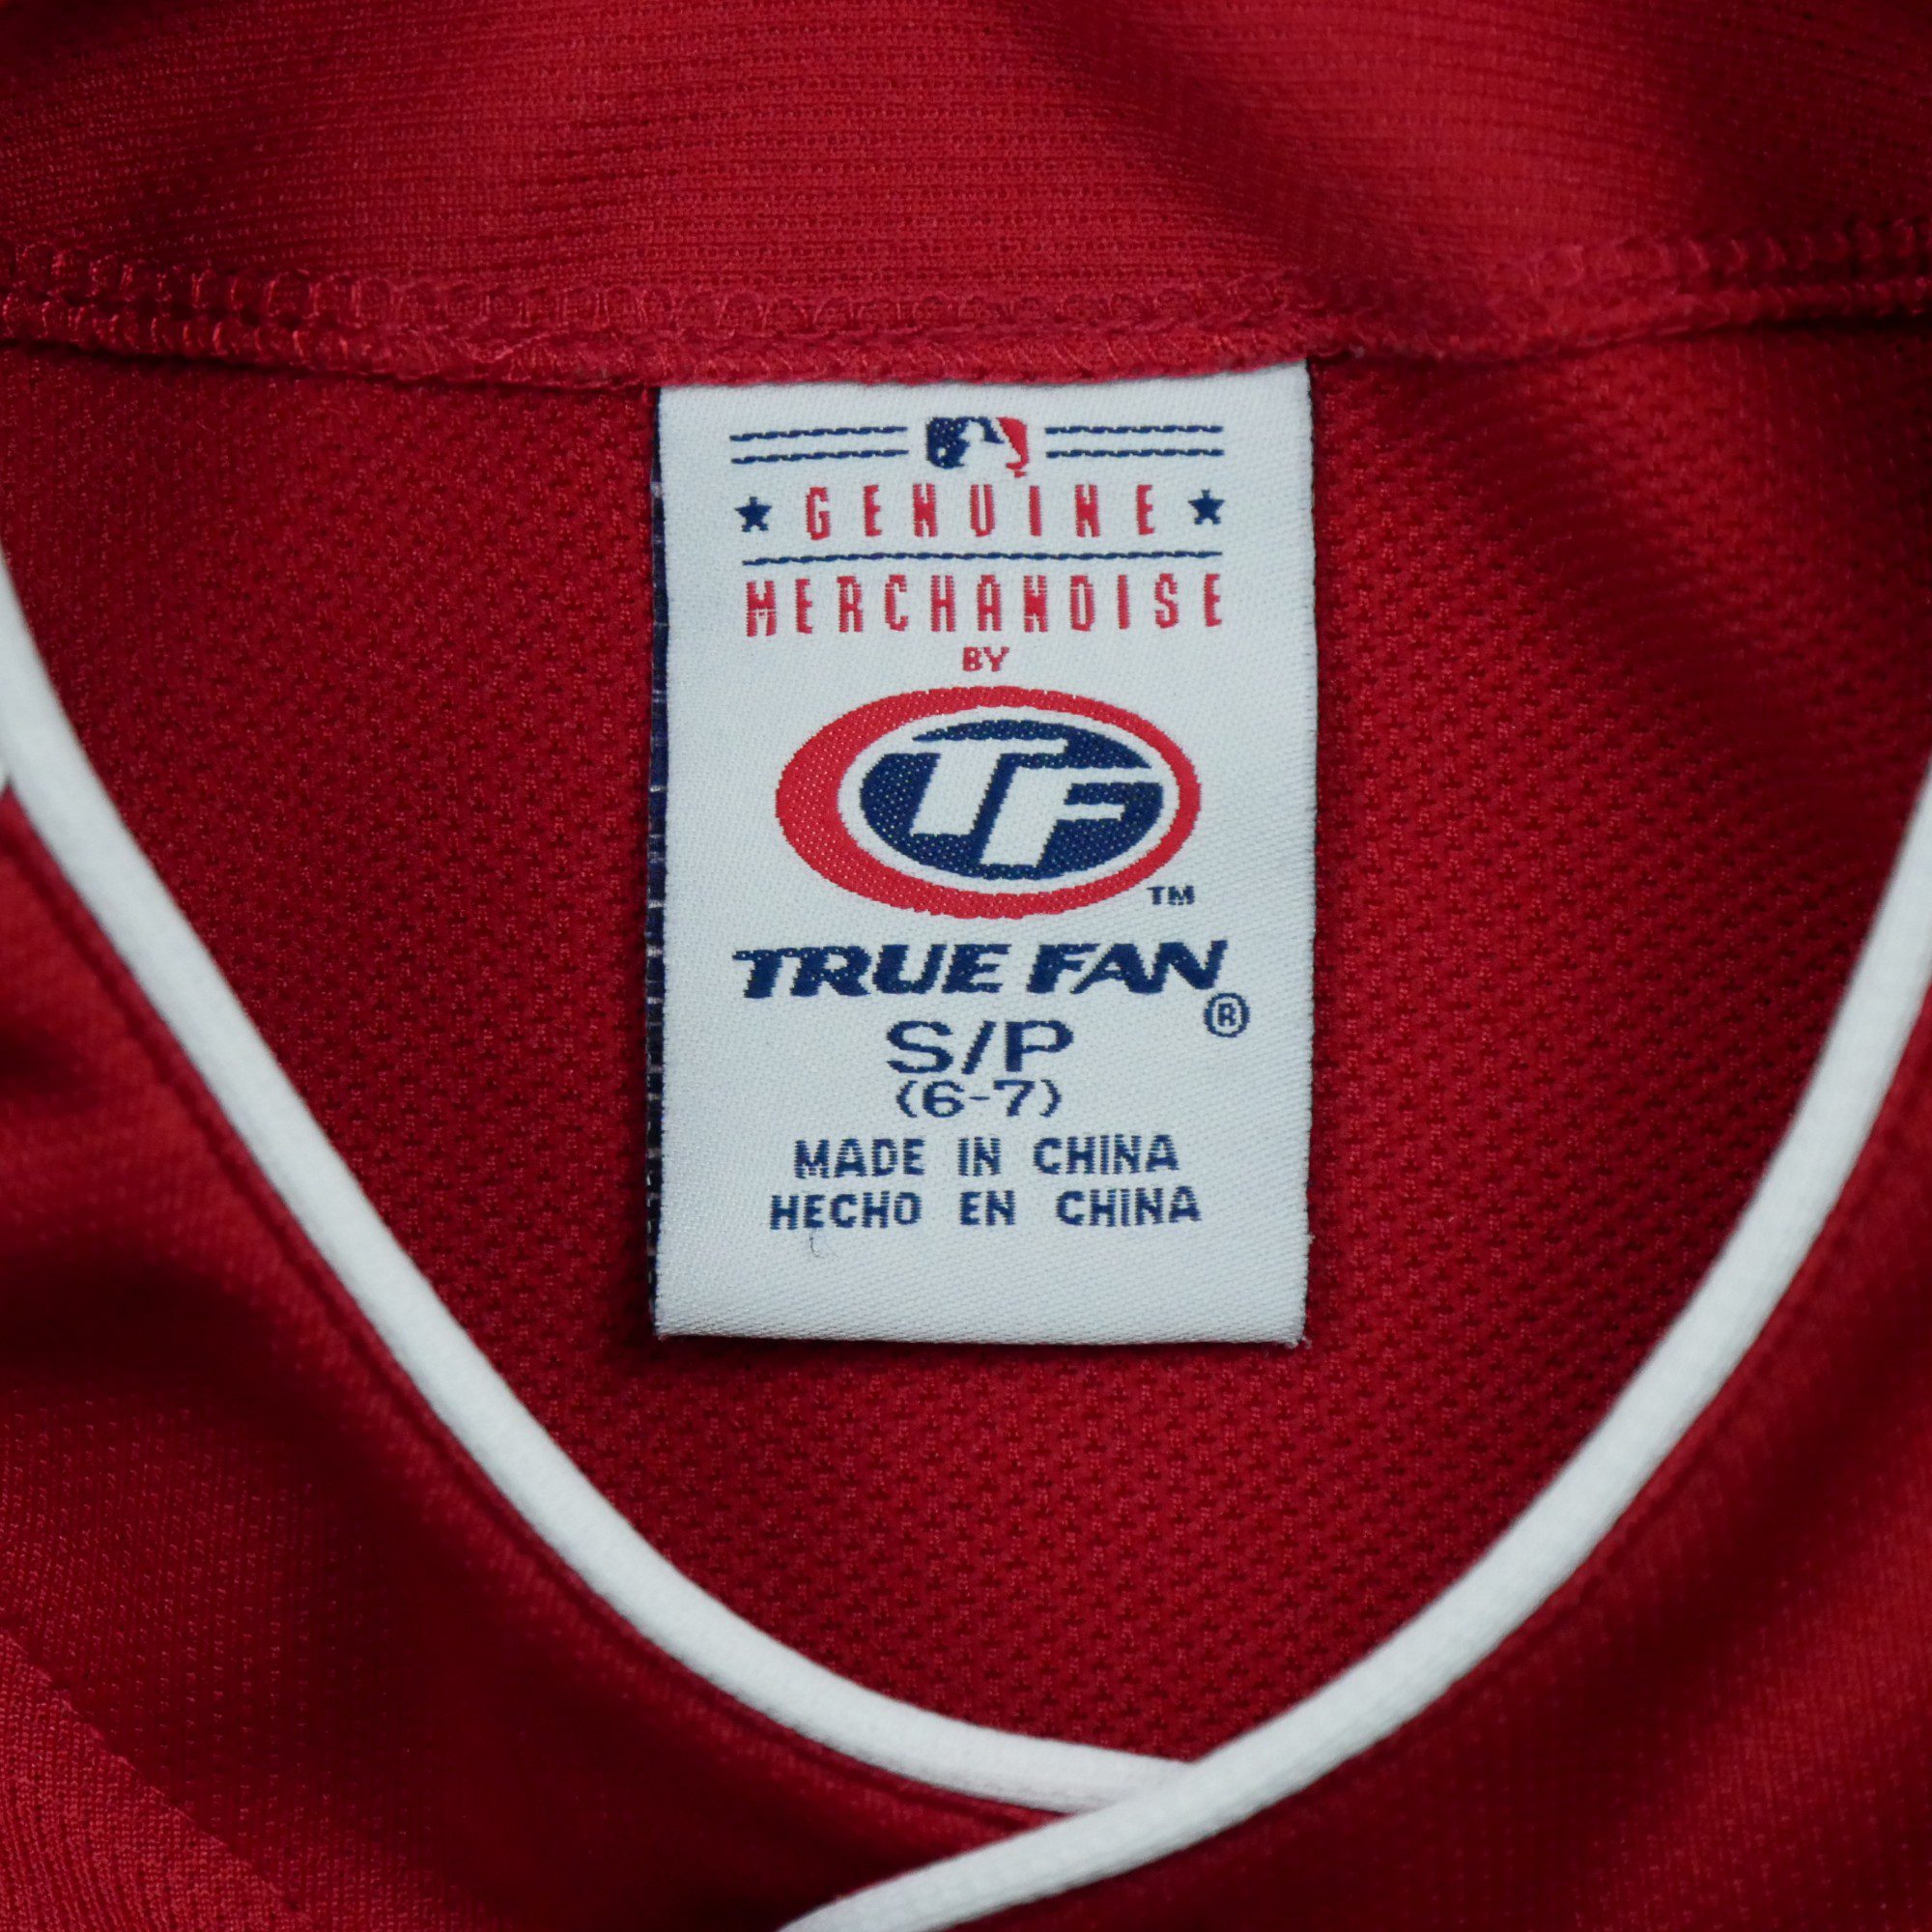 GENUINE
MERCHANDISE
BY
TF
TM
TRUE FAN®
S/P
(6-7)
MADE IN CHINA
HECHO EN CHINA